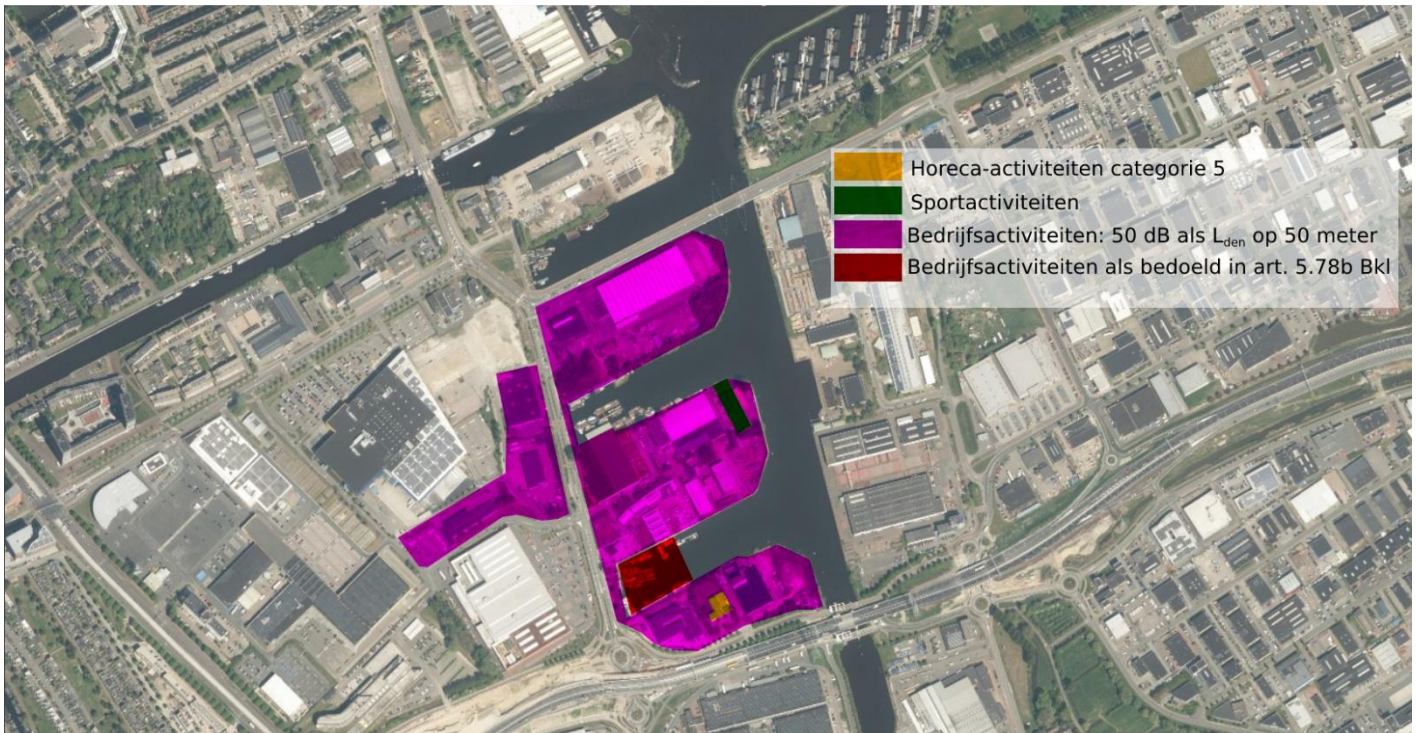 Horeca-activiteiten categorie 5
Sportactiviteiten
Bedrijfsactiviteiten: 50 dB als Lden op 50 meter
Bedrijfsactiviteiten als bedoeld in art. 5.78b Bkl